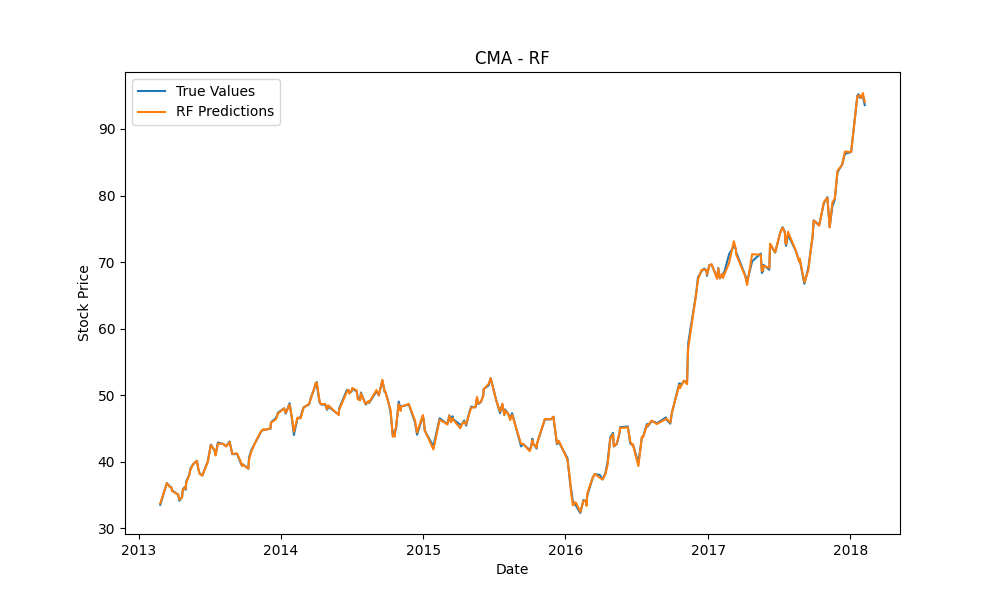 CMA - RF
True Values
RF Predictions
Stock Price
90
80
70
60
50
40
30
2013
2014
2015
2016
2017
2018
Date